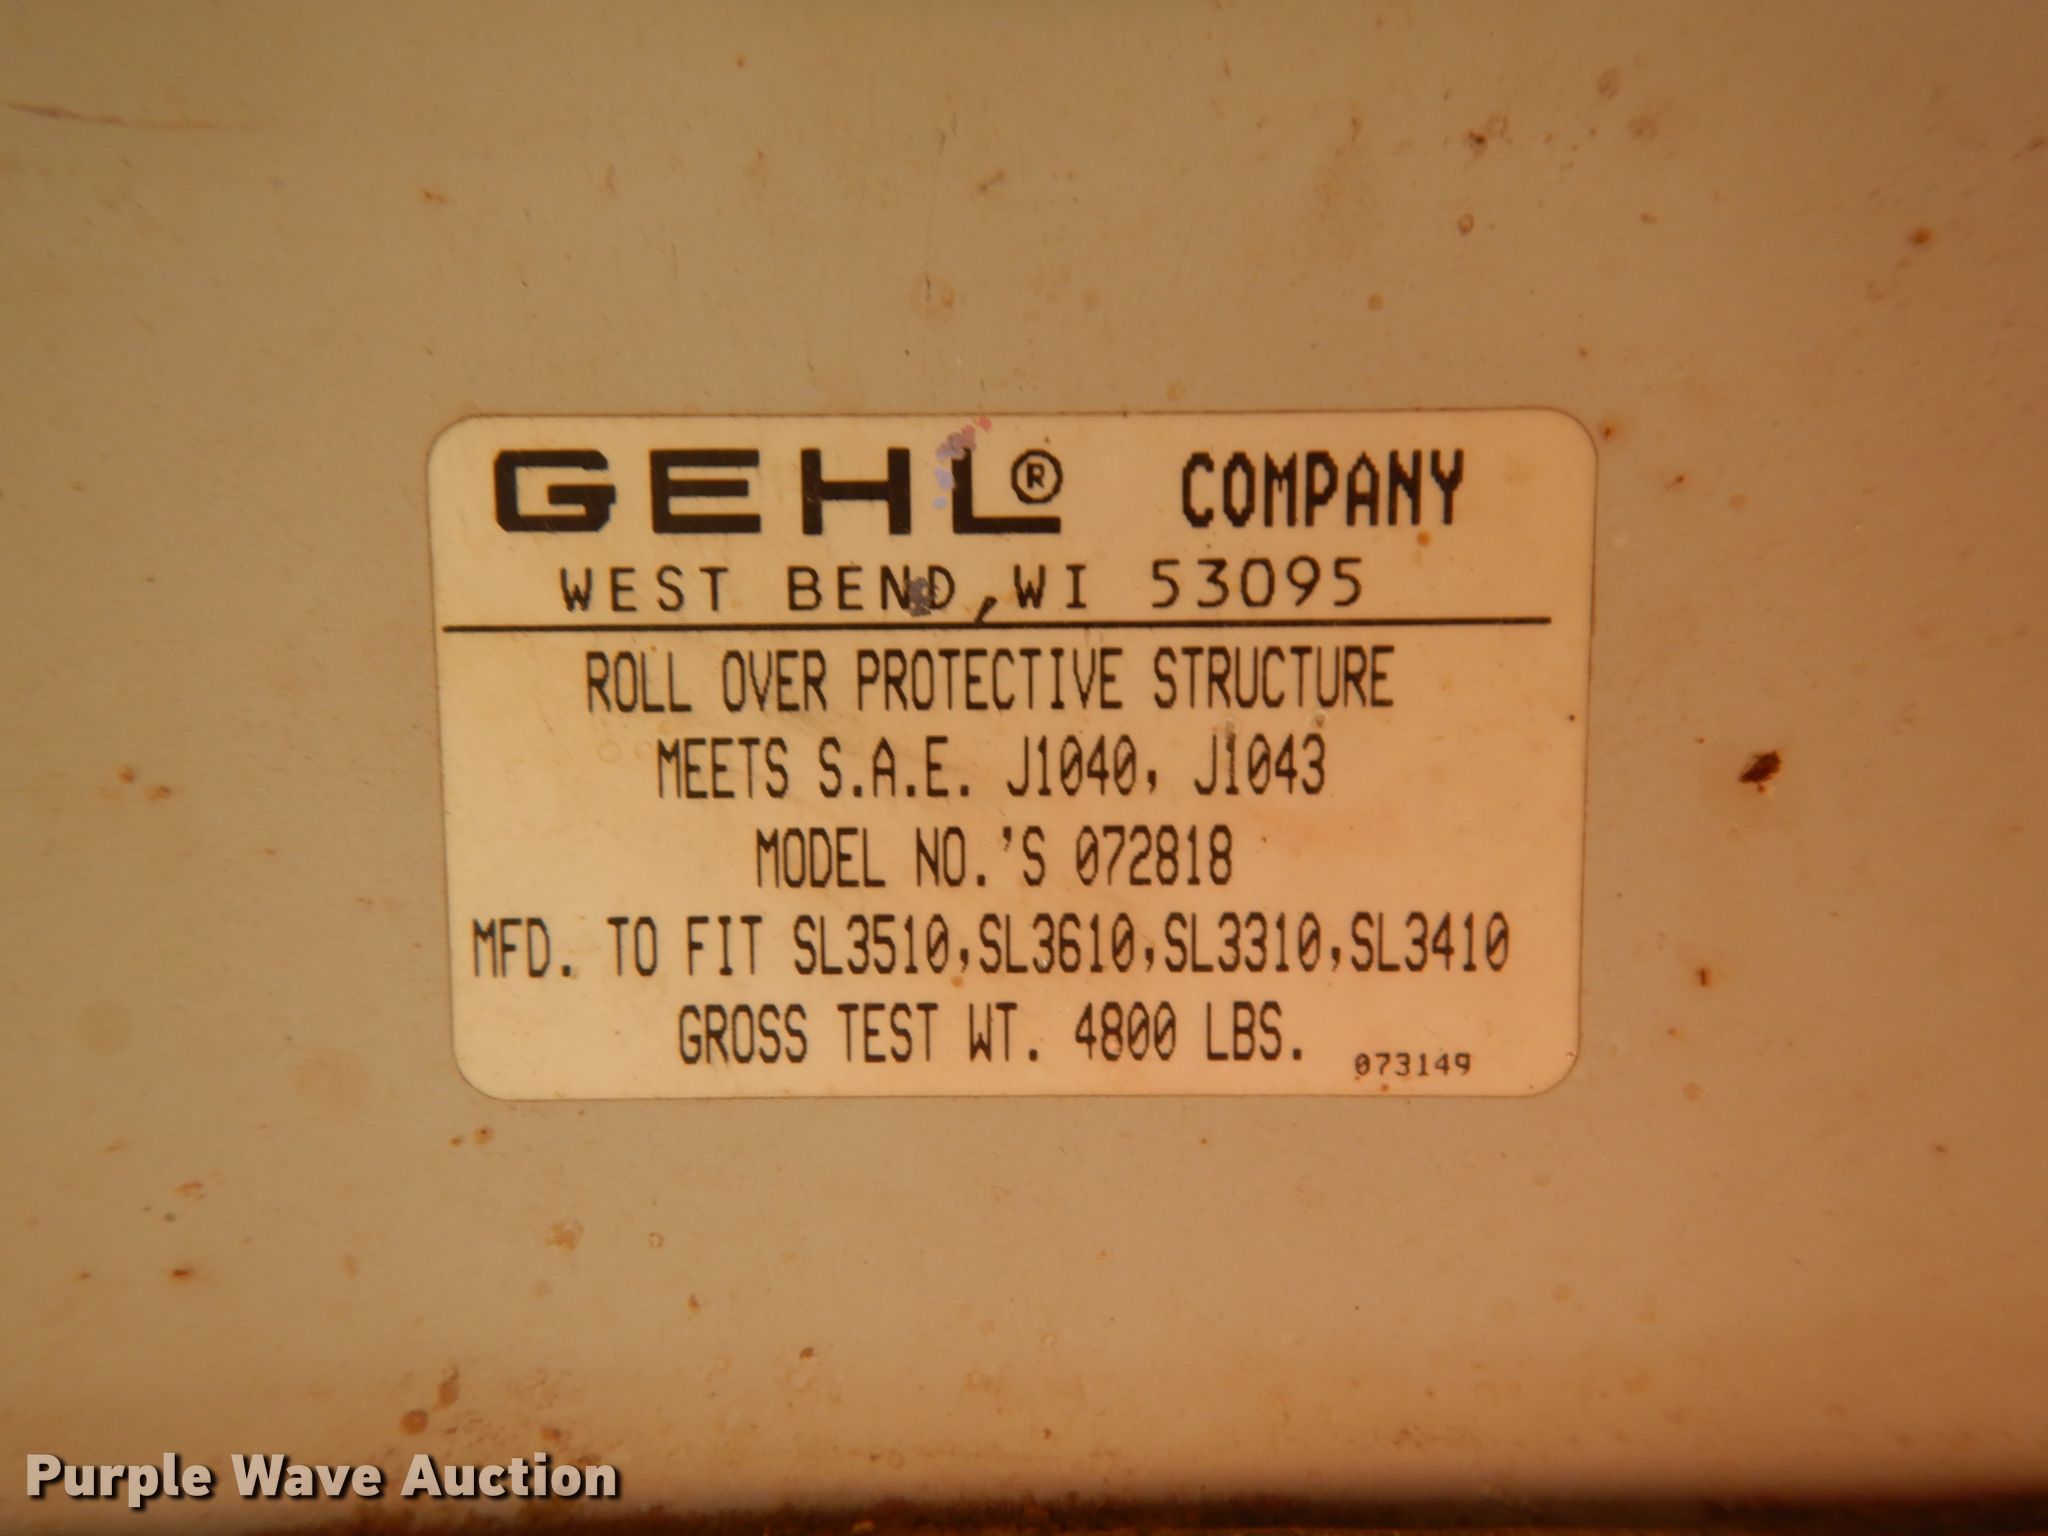 GEHL® COMPANY
WEST BEND, WI 53095
ROLL OVER PROTECTIVE STRUCTURE
MEETS S.A.E. J1040, J1043
MODEL NO.'S 072818
MFD. TO FIT SL3510,SL3610,SL3310,SL3410
GROSS TEST WT. 4800 LBS.
073149
Purple Wave Auction